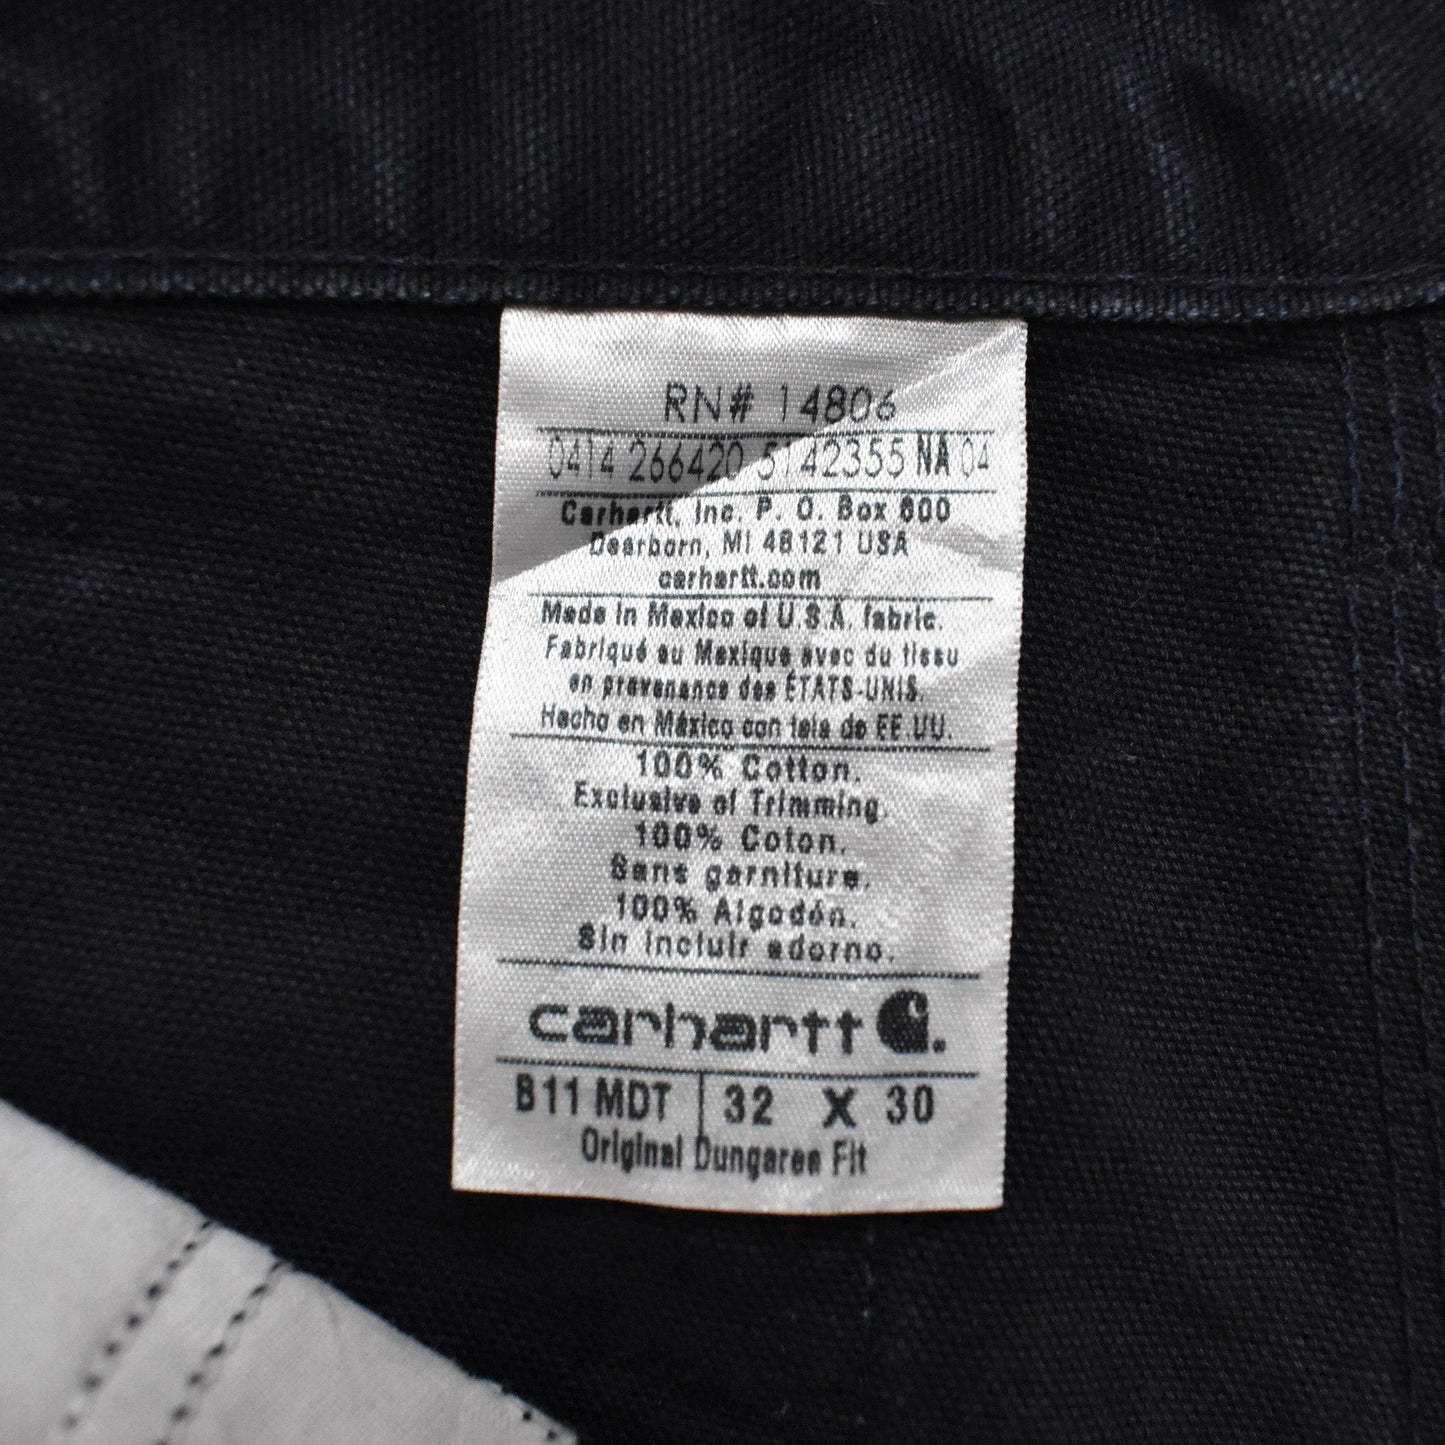 RN# 14806
0414 266420 5142355 NA 04
Carhartt, Inc. P. O. Box 600
Dearborn, MI 48121 USA
carhartt.com
Made in Mexico of U.S.A. fabric.
Fabriqué au Mexique avec du tissu
en provenance des ÉTATS-UNIS.
Hecho en México con tela de EE UU.
100% Cotton.
Exclusive of Trimming.
100% Coton.
Sans garniture.
100% Algodón.
Sin incluir adorno.
carhartt
B11 MDT | 32 X 30
Original Dungaree Fit